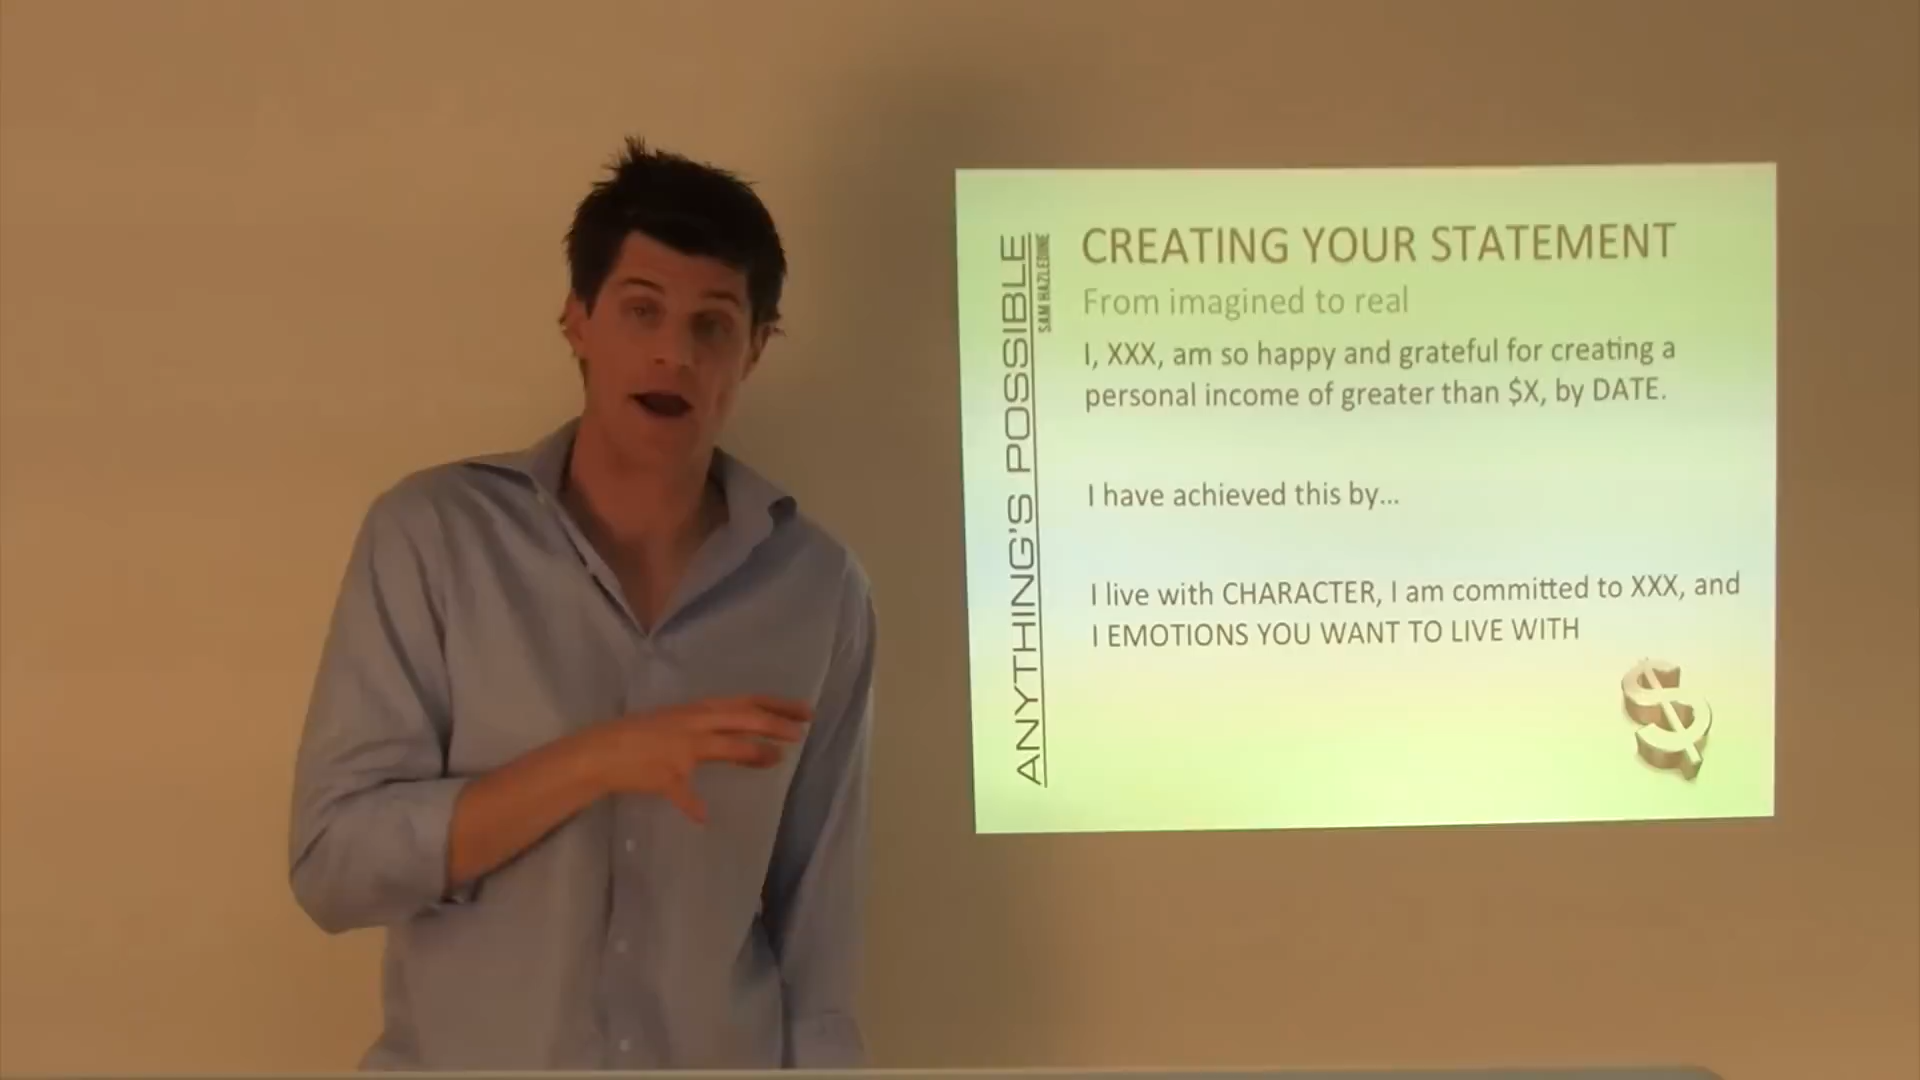 ANYTHING'S POSSIBLE
SAM HAZLEDINE
CREATING YOUR STATEMENT
From imagined to real
I, XXX, am so happy and grateful for creating a
personal income of greater than $X, by DATE.
I have achieved this by...
I live with CHARACTER, I am committed to XXX, and
I EMOTIONS YOU WANT TO LIVE WITH
$